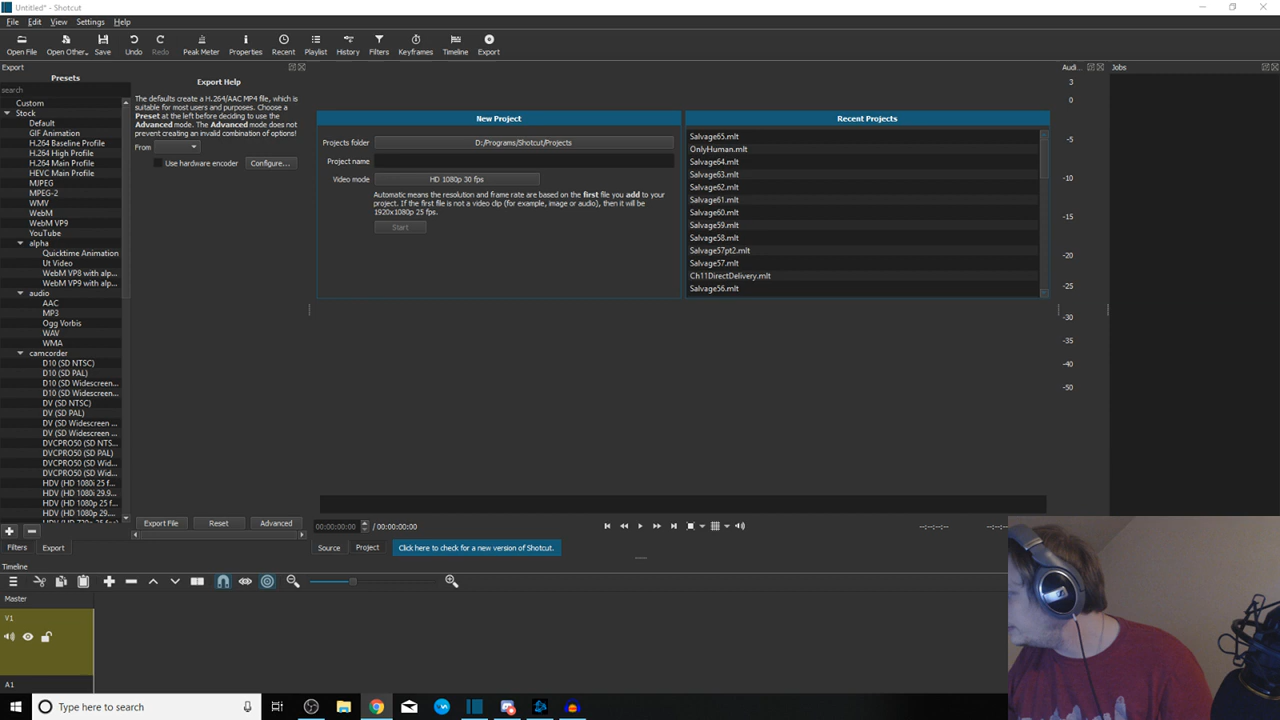 Untitled* - Shotcut
File Edit View Settings Help
Open File Open Other.. Save Undo Redo Peak Meter Properties Recent Playlist History Filters Keyframes Timeline Export
Export
Presets
search
Custom
Stock
Default
GIF Animation
H.264 Baseline Profile
H.264 High Profile
H.264 Main Profile
HEVC Main Profile
MJPEG
MPEG-2
WMV
WebM
WebM VP9
YouTube
alpha
Quicktime Animation
Ut Video
WebM VP8 with alp...
WebM VP9 with alp...
audio
AAC
MP3
Ogg Vorbis
WAV
WMA
camcorder
D10 (SD NTSC)
D10 (SD PAL)
D10 (SD Widescreen...
D10 (SD Widescreen...
DV (SD NTSC)
DV (SD PAL)
DV (SD Widescreen ...
DV (SD Widescreen ...
DVCPRO50 (SD NTS...
DVCPRO50 (SD PAL)
DVCPRO50 (SD Wid...
DVCPRO50 (SD Wid...
HDV (HD 1080i 25 f...
HDV (HD 1080i 29.9...
HDV (HD 1080p 25 f...
HDV (HD 1080p 29....
Export Help
The defaults create a H.264/AAC MP4 file, which is
suitable for most users and purposes. Choose a
Preset at the left before deciding to use the
Advanced mode. The Advanced mode does not
prevent creating an invalid combination of options!
From
Use hardware encoder Configure...
Export File Reset Advanced
Filters Export
New Project
Projects folder D:/Programs/Shotcut/Projects
Project name
Video mode HD 1080p 30 fps
Automatic means the resolution and frame rate are based on the first file you add to your
project. If the first file is not a video clip (for example, image or audio), then it will be
1920x1080p 25 fps.
Start
Recent Projects
Salvage65.mlt
OnlyHuman.mlt
Salvage64.mlt
Salvage63.mlt
Salvage62.mlt
Salvage61.mlt
Salvage60.mlt
Salvage59.mlt
Salvage58.mlt
Salvage57pt2.mlt
Salvage57.mlt
Ch11DirectDelivery.mlt
Salvage56.mlt
00:00:00:00 / 00:00:00:00 --:--:--:-- --:--:--
Source Project Click here to check for a new version of Shotcut.
Audi...
3
0
-5
-10
-15
-20
-25
-30
-35
-40
-50
Jobs
Timeline
Master
V1
A1
Type here to search